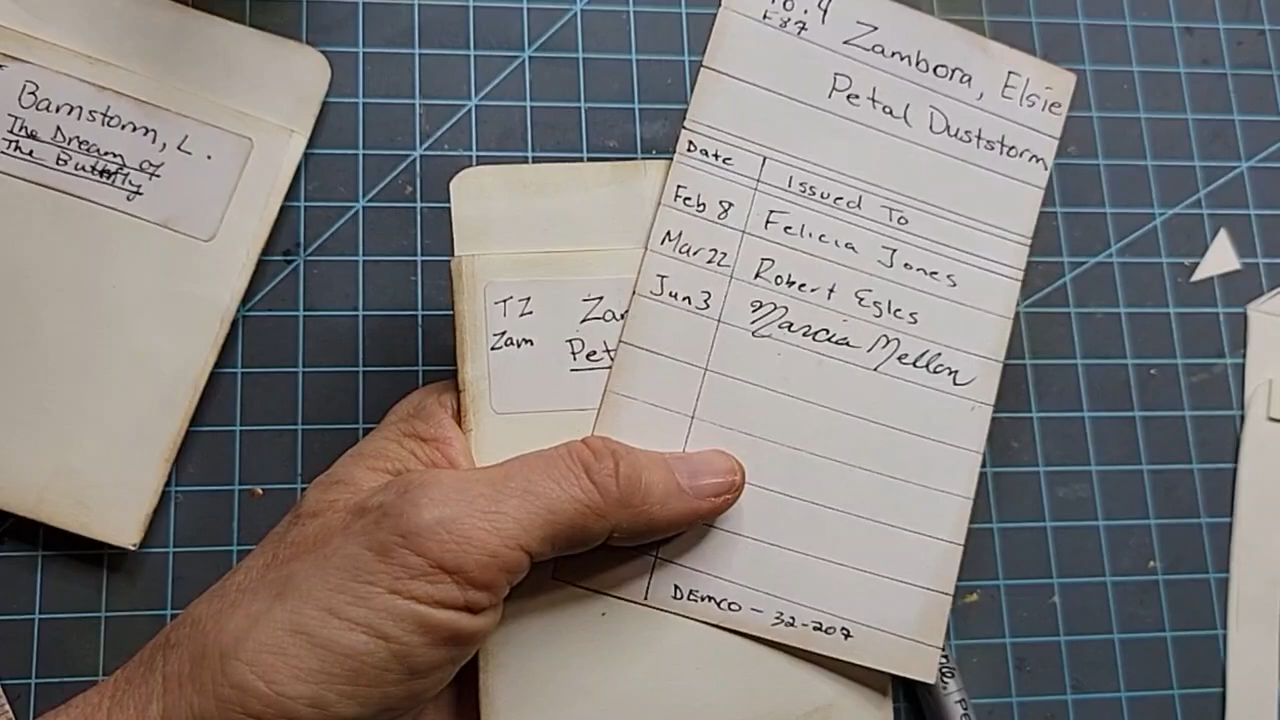 Barnstorm, L.
The Dream of
The Butterfly
F87
Zambora, Elsie
Petal Duststorm
Date Issued To
Feb 8 Felicia Jones
Mar 22 Robert Egles
Jun 3 Marcia Mellon
DEMCO - 32-207
TZ
Zam